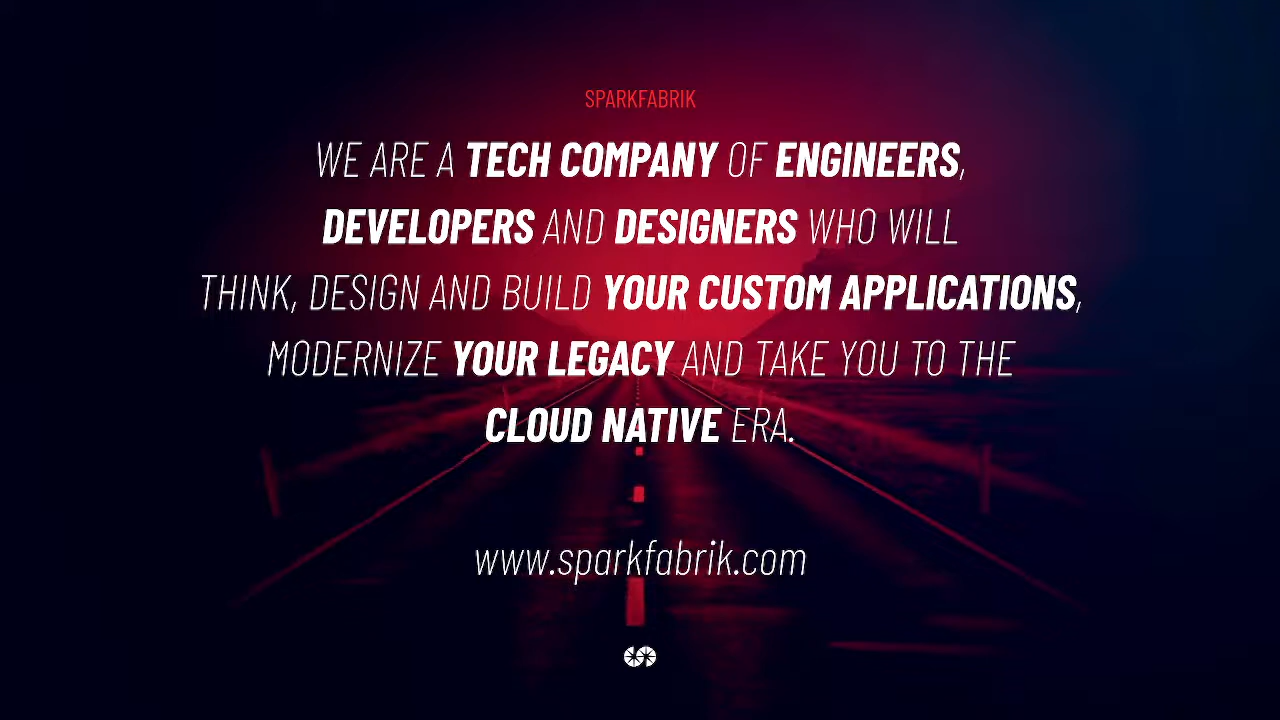 SPARKFABRIK
WE ARE A TECH COMPANY OF ENGINEERS,
DEVELOPERS AND DESIGNERS WHO WILL
THINK, DESIGN AND BUILD YOUR CUSTOM APPLICATIONS,
MODERNIZE YOUR LEGACY AND TAKE YOU TO THE
CLOUD NATIVE ERA.
www.sparkfabrik.com